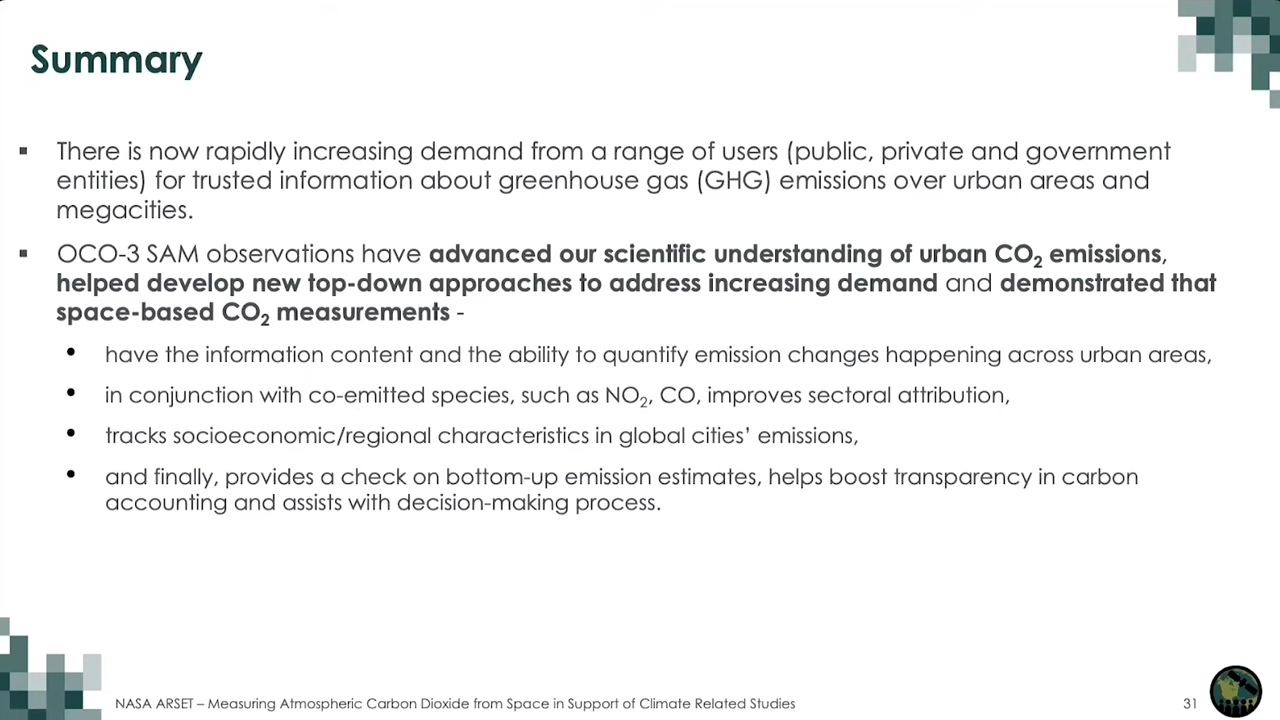 Summary
▪ There is now rapidly increasing demand from a range of users (public, private and government
entities) for trusted information about greenhouse gas (GHG) emissions over urban areas and
megacities.
▪ OCO-3 SAM observations have advanced our scientific understanding of urban CO₂ emissions,
helped develop new top-down approaches to address increasing demand and demonstrated that
space-based CO₂ measurements -
• have the information content and the ability to quantify emission changes happening across urban areas,
• in conjunction with co-emitted species, such as NO₂, CO, improves sectoral attribution,
• tracks socioeconomic/regional characteristics in global cities’ emissions,
• and finally, provides a check on bottom-up emission estimates, helps boost transparency in carbon
accounting and assists with decision-making process.
NASA ARSET – Measuring Atmospheric Carbon Dioxide from Space in Support of Climate Related Studies
31